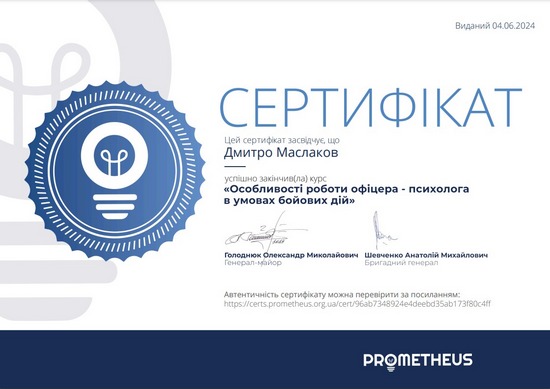 Виданий 04.06.2024
СЕРТИФІКАТ
Цей сертифікат засвідчує, що
Дмитро Маслаков
успішно закінчив(ла) курс
«Особливості роботи офіцера - психолога
в умовах бойових дій»
Голоднюк Олександр Миколайович Шевченко Анатолій Михайлович
Генерал-майор Бригадний генерал
Автентичність сертифікату можна перевірити за посиланням:
https://certs.prometheus.org.ua/cert/96ab7348924e4deebd35ab173f80c4ff
PROMETHEUS